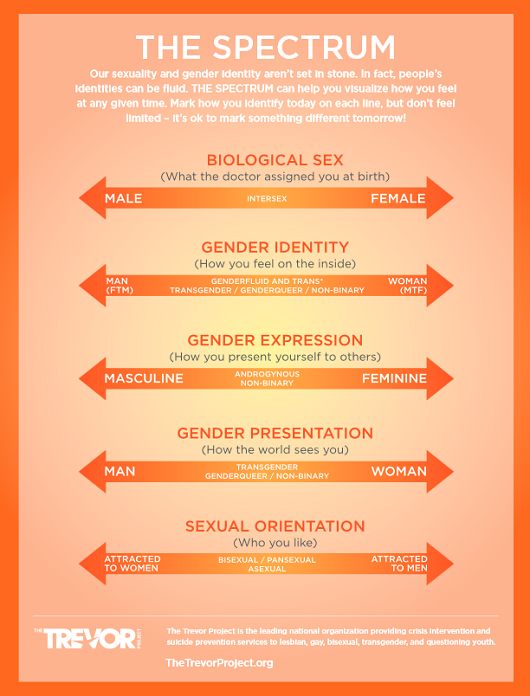 THE SPECTRUM
Our sexuality and gender identity aren't set in stone. In fact, people's
identities can be fluid. THE SPECTRUM can help you visualize how you feel
at any given time. Mark how you identify today on each line, but don't feel
limited – it's ok to mark something different tomorrow!
BIOLOGICAL SEX
(What the doctor assigned you at birth)
MALE INTERSEX FEMALE
GENDER IDENTITY
(How you feel on the inside)
MAN
(FTM)
GENDERFLUID AND TRANS*
TRANSGENDER / GENDERQUEER / NON-BINARY
WOMAN
(MTF)
GENDER EXPRESSION
(How you present yourself to others)
MASCULINE
ANDROGYNOUS
NON-BINARY
FEMININE
GENDER PRESENTATION
(How the world sees you)
MAN
TRANSGENDER
GENDERQUEER / NON-BINARY
WOMAN
SEXUAL ORIENTATION
(Who you like)
ATTRACTED
TO WOMEN
BISEXUAL / PANSEXUAL
ASEXUAL
ATTRACTED
TO MEN
THE TREVOR PROJECT
The Trevor Project is the leading national organization providing crisis intervention and
suicide prevention services to lesbian, gay, bisexual, transgender, and questioning youth.
TheTrevorProject.org